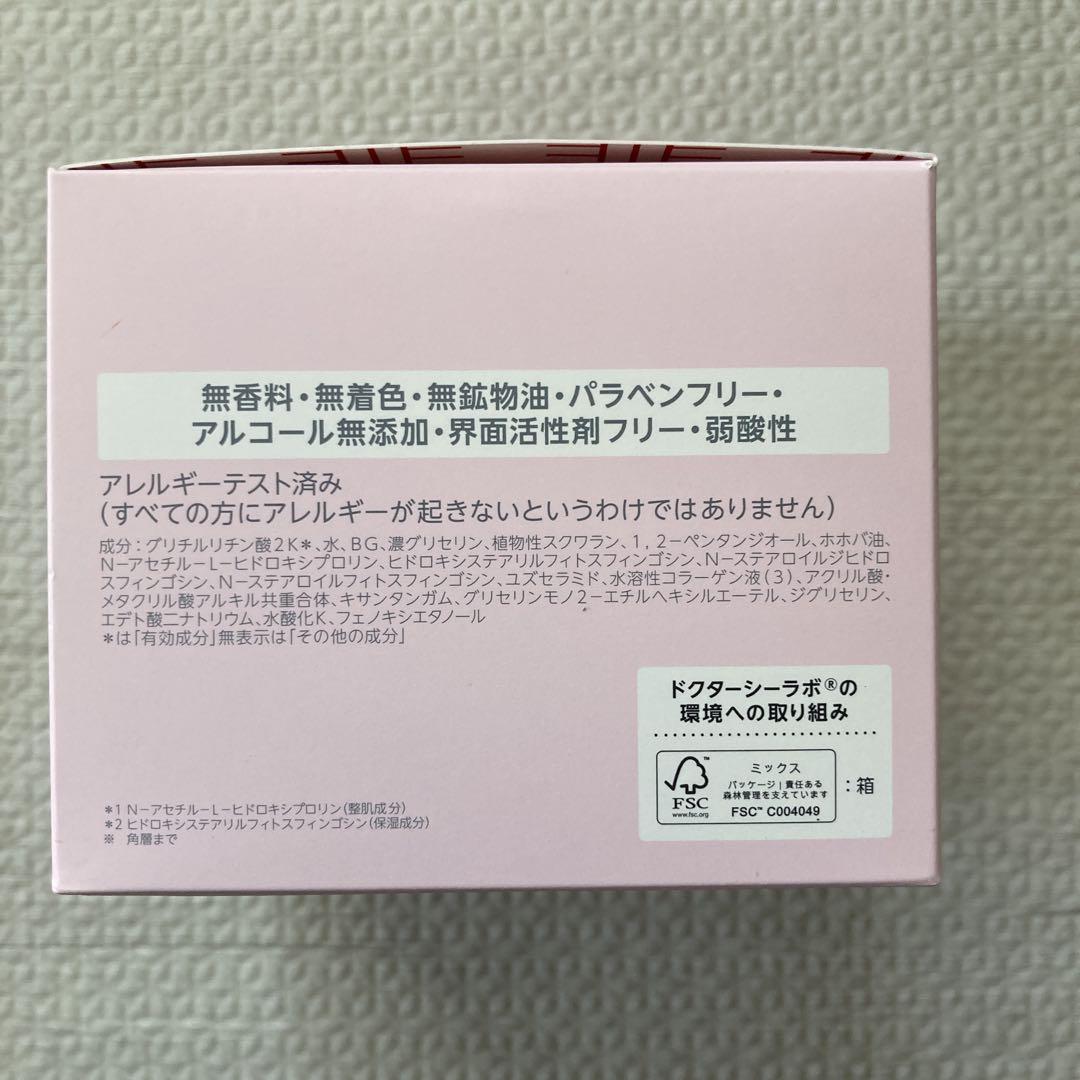 無香料・無着色・無鉱物油・パラベンフリー・
アルコール無添加・界面活性剤フリー・弱酸性
アレルギーテスト済み
(すべての方にアレルギーが起きないというわけではありません)
成分：グリチルリチン酸2K＊、水、BG、濃グリセリン、植物性スクワラン、1，2－ペンタンジオール、ホホバ油、
N－アセチル－L－ヒドロキシプロリン、ヒドロキシステアリルフィトスフィンゴシン、N－ステアロイルジヒドロ
スフィンゴシン、N－ステアロイルフィトスフィンゴシン、ユズセラミド、水溶性コラーゲン液（3）、アクリル酸・
メタクリル酸アルキル共重合体、キサンタンガム、グリセリンモノ2－エチルヘキシルエーテル、ジグリセリン、
エデト酸二ナトリウム、水酸化K、フェノキシエタノール
＊は「有効成分」無表示は「その他の成分」
ドクターシーラボ®の
環境への取り組み
FSC
www.fsc.org
ミックス
パッケージ｜責任ある
森林管理を支えています
FSC™ C004049
：箱
＊1 N－アセチル－L－ヒドロキシプロリン（整肌成分）
＊2 ヒドロキシステアリルフィトスフィンゴシン（保湿成分）
※ 角層まで